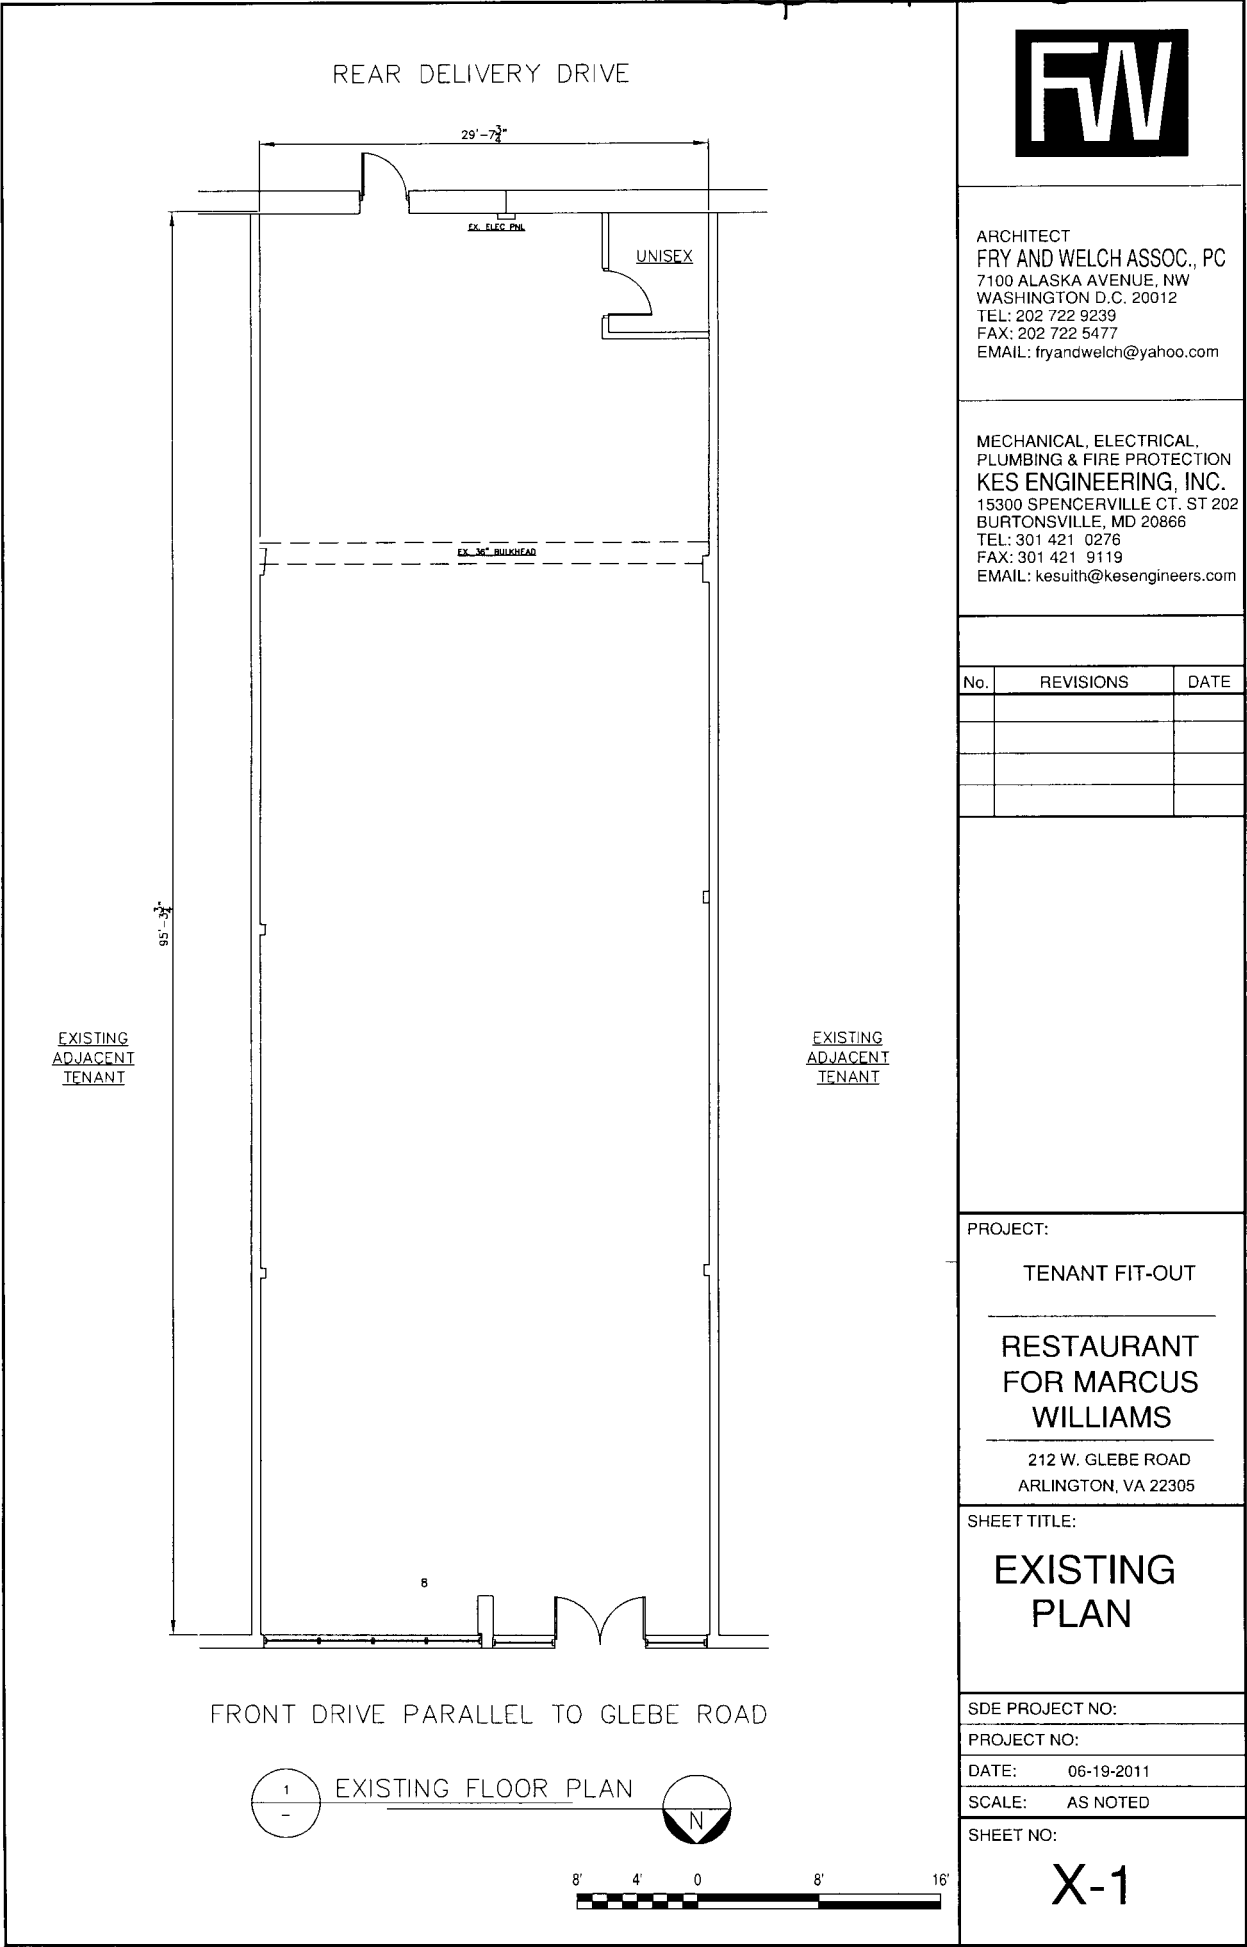 REAR DELIVERY DRIVE
29'-7 3/4"
EX. ELEC PNL
UNISEX
EX. 36" BULKHEAD
95'-3 3/4"
EXISTING
ADJACENT
TENANT
EXISTING
ADJACENT
TENANT
8
FRONT DRIVE PARALLEL TO GLEBE ROAD
1
–
EXISTING FLOOR PLAN
N
8' 4' 0 8' 16'
FW
ARCHITECT
FRY AND WELCH ASSOC., PC
7100 ALASKA AVENUE, NW
WASHINGTON D.C. 20012
TEL: 202 722 9239
FAX: 202 722 5477
EMAIL: fryandwelch@yahoo.com
MECHANICAL, ELECTRICAL,
PLUMBING & FIRE PROTECTION
KES ENGINEERING, INC.
15300 SPENCERVILLE CT. ST 202
BURTONSVILLE, MD 20866
TEL: 301 421 0276
FAX: 301 421 9119
EMAIL: kesuith@kesengineers.com
No. REVISIONS DATE
PROJECT:
TENANT FIT-OUT
RESTAURANT
FOR MARCUS
WILLIAMS
212 W. GLEBE ROAD
ARLINGTON, VA 22305
SHEET TITLE:
EXISTING
PLAN
SDE PROJECT NO:
PROJECT NO:
DATE: 06-19-2011
SCALE: AS NOTED
SHEET NO:
X-1